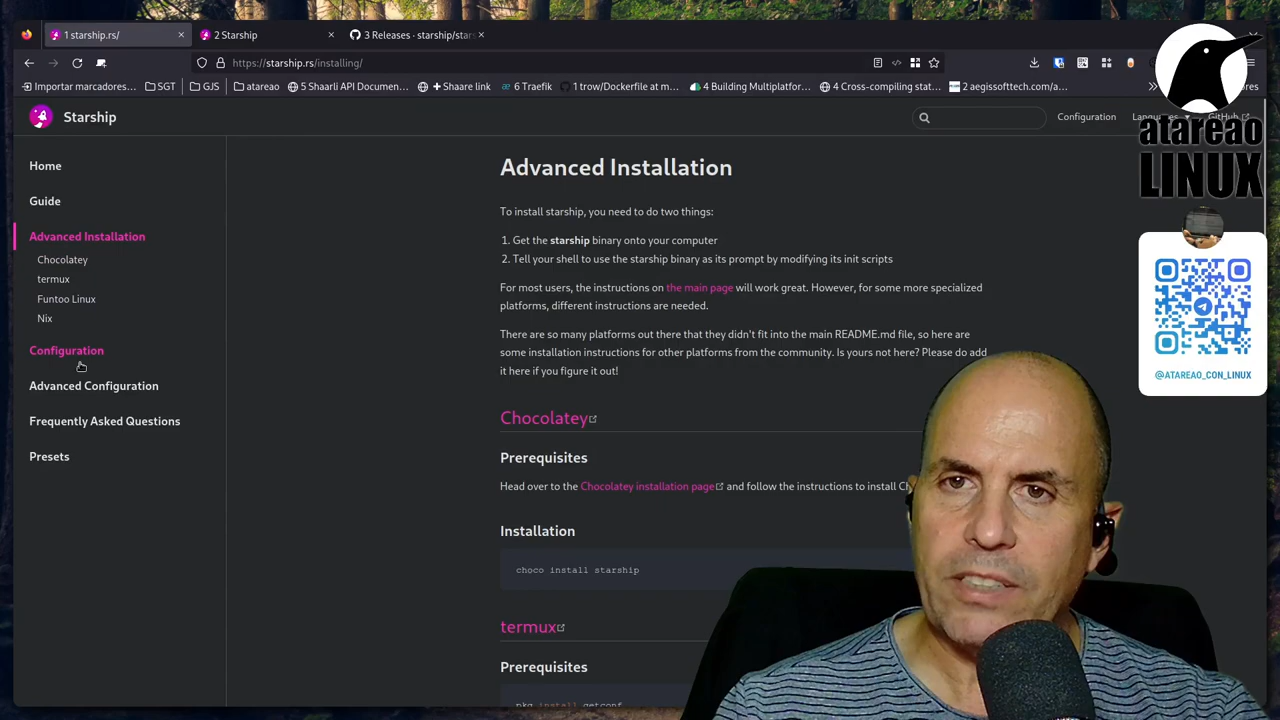 1 starship.rs/
2 Starship
3 Releases · starship/stars
https://starship.rs/installing/
Importar marcadores...
SGT
GJS
atareao
5 Shaarli API Document...
Shaare link
6 Traefik
1 trow/Dockerfile at m...
4 Building Multiplatfor...
4 Cross-compiling stat...
2 aegissofttech.com/a...
Starship
Configuration
atareao
LINUX
@ATAREAO_CON_LINUX
Home
Guide
Advanced Installation
Chocolatey
termux
Funtoo Linux
Nix
Configuration
Advanced Configuration
Frequently Asked Questions
Presets
Advanced Installation
To install starship, you need to do two things:
1. Get the starship binary onto your computer
2. Tell your shell to use the starship binary as its prompt by modifying its init scripts
For most users, the instructions on the main page will work great. However, for some more specialized
platforms, different instructions are needed.
There are so many platforms out there that they didn't fit into the main README.md file, so here are
some installation instructions for other platforms from the community. Is yours not here? Please do add
it here if you figure it out!
Chocolatey
Prerequisites
Head over to the Chocolatey installation page and follow the instructions to install Ch
Installation
choco install starship
termux
Prerequisites
pkg install getconf